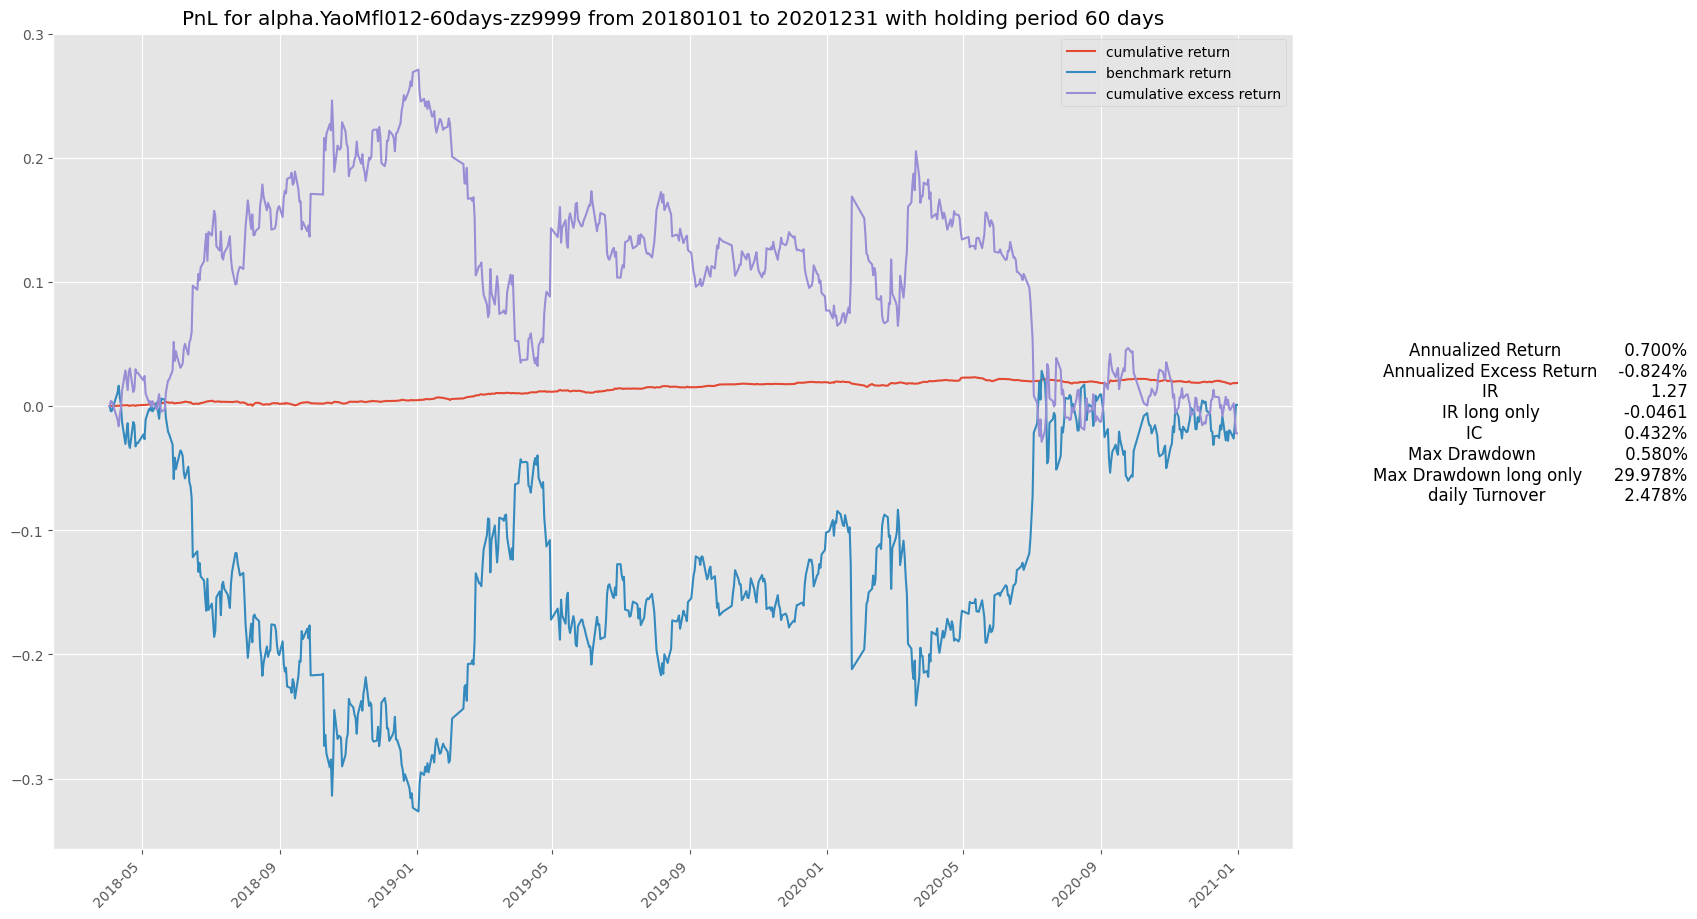 PnL for alpha.YaoMfl012-60days-zz9999 from 20180101 to 20201231 with holding period 60 days
cumulative return
benchmark return
cumulative excess return
0.3
0.2
0.1
0.0
−0.1
−0.2
−0.3
2018-05
2018-09
2019-01
2019-05
2019-09
2020-01
2020-05
2020-09
2021-01
Annualized Return 0.700%
Annualized Excess Return -0.824%
IR 1.27
IR long only -0.0461
IC 0.432%
Max Drawdown 0.580%
Max Drawdown long only 29.978%
daily Turnover 2.478%